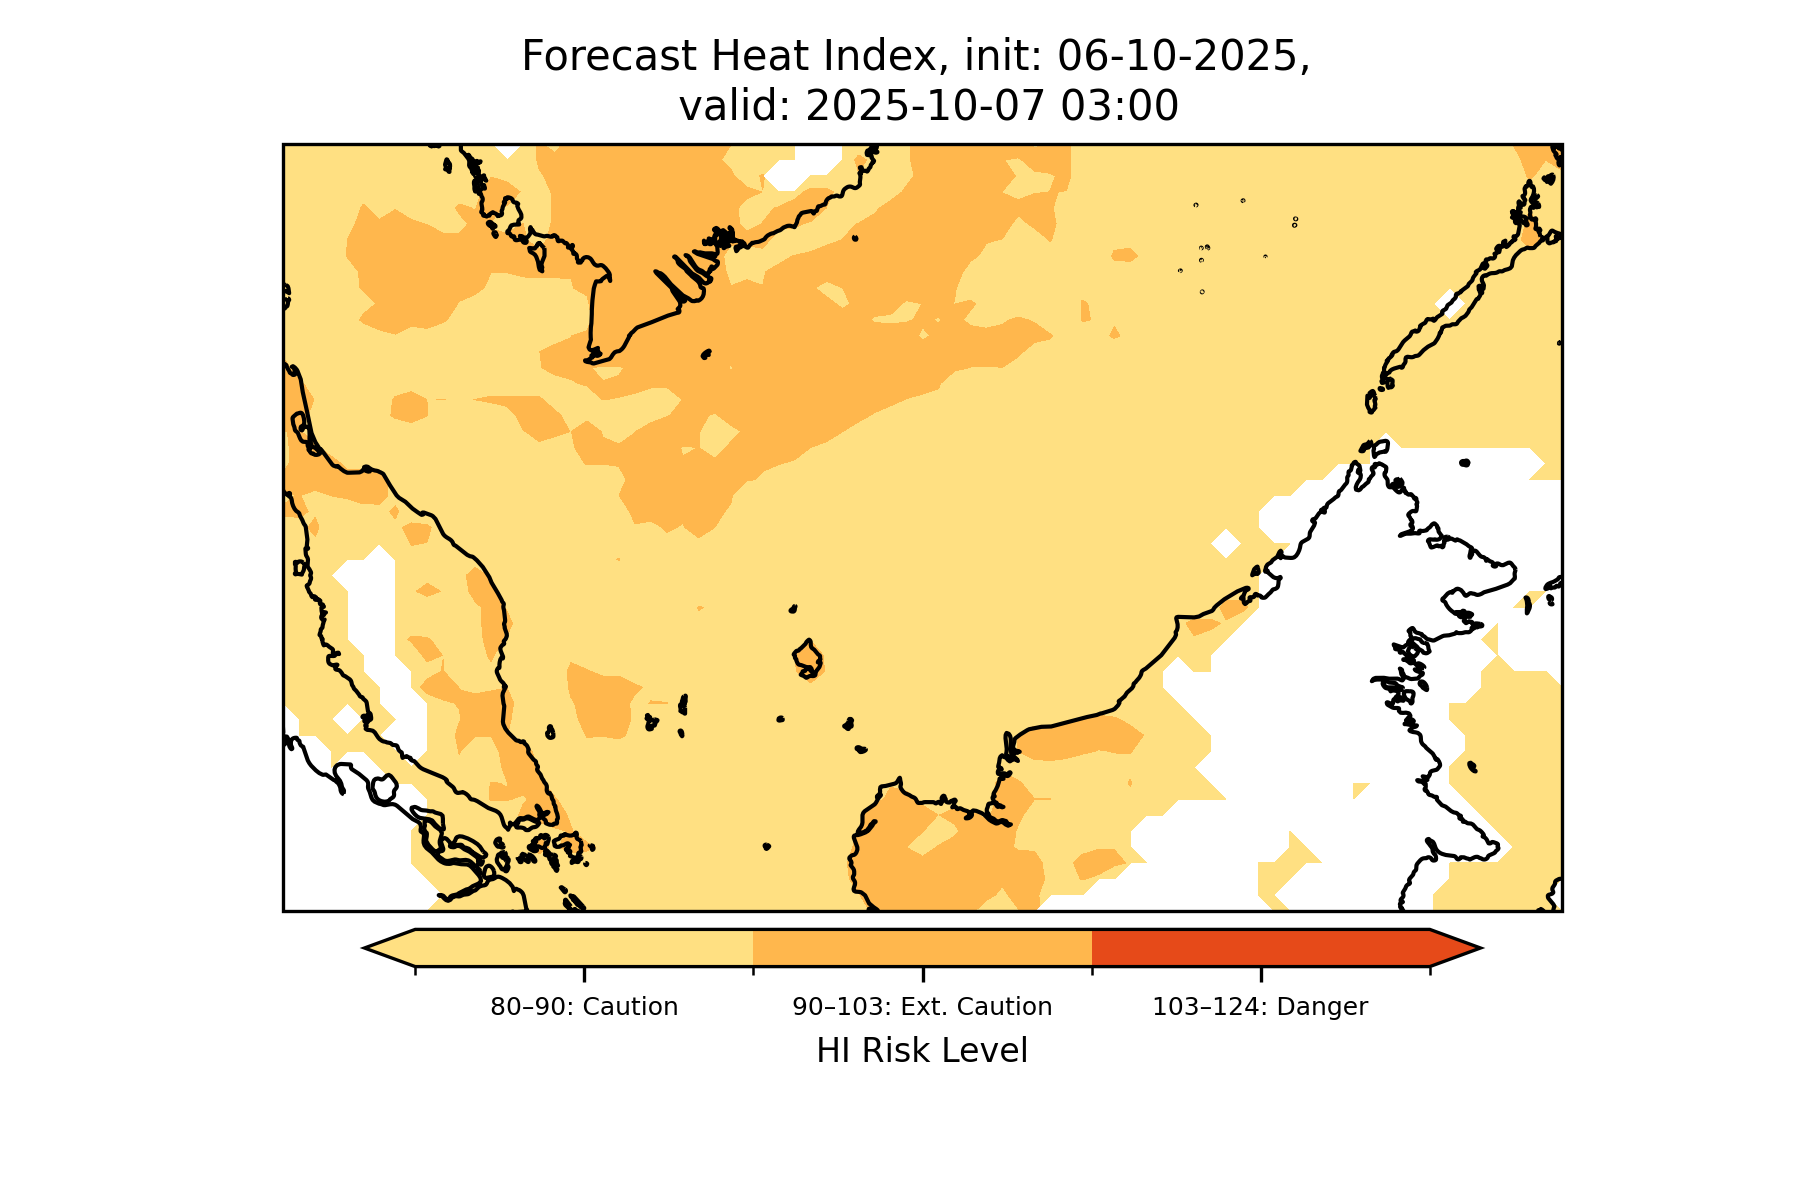 Forecast Heat Index, init: 06-10-2025,
valid: 2025-10-07 03:00
80–90: Caution
90–103: Ext. Caution
103–124: Danger
HI Risk Level